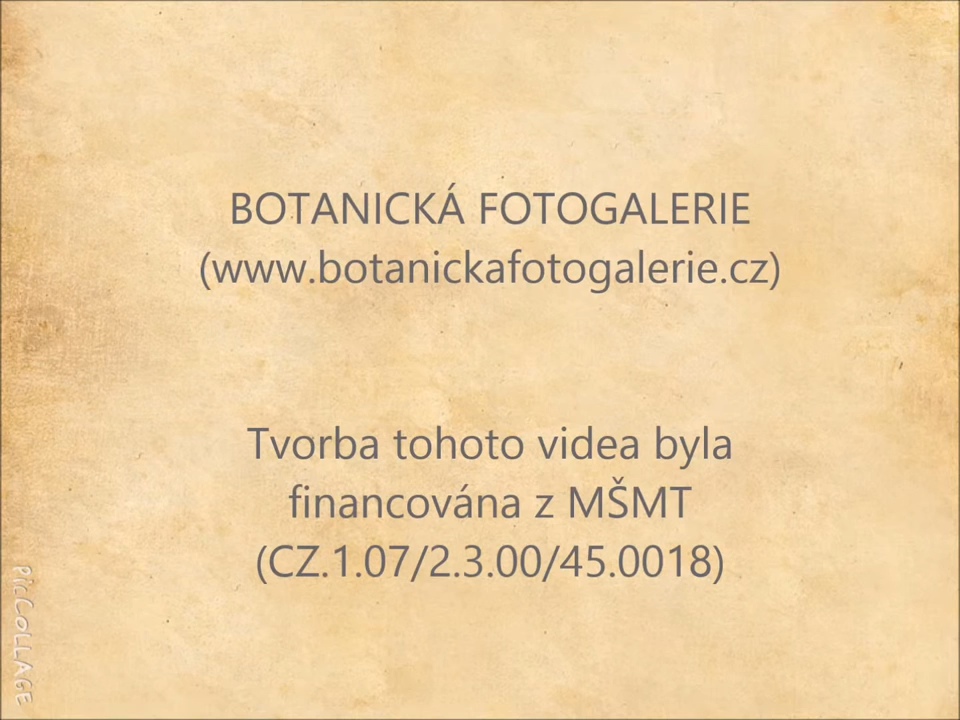 BOTANICKÁ FOTOGALERIE
(www.botanickafotogalerie.cz)
Tvorba tohoto videa byla
financována z MŠMT
(CZ.1.07/2.3.00/45.0018)
PicCOLLAGE